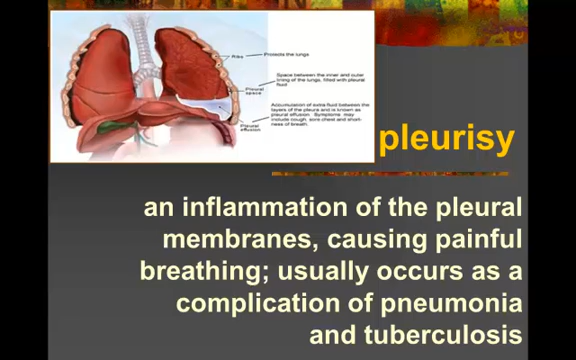 Ribs
Protects the lungs
Space between the inner and outer
lining of the lungs, filled with pleural
fluid
Pleural
space
Accumulation of extra fluid between the
layers of the pleura and is known as
pleural effusion. Symptoms may
include cough, sore chest and short-
ness of breath.
Pleural
effusion
pleurisy
an inflammation of the pleural
membranes, causing painful
breathing; usually occurs as a
complication of pneumonia
and tuberculosis